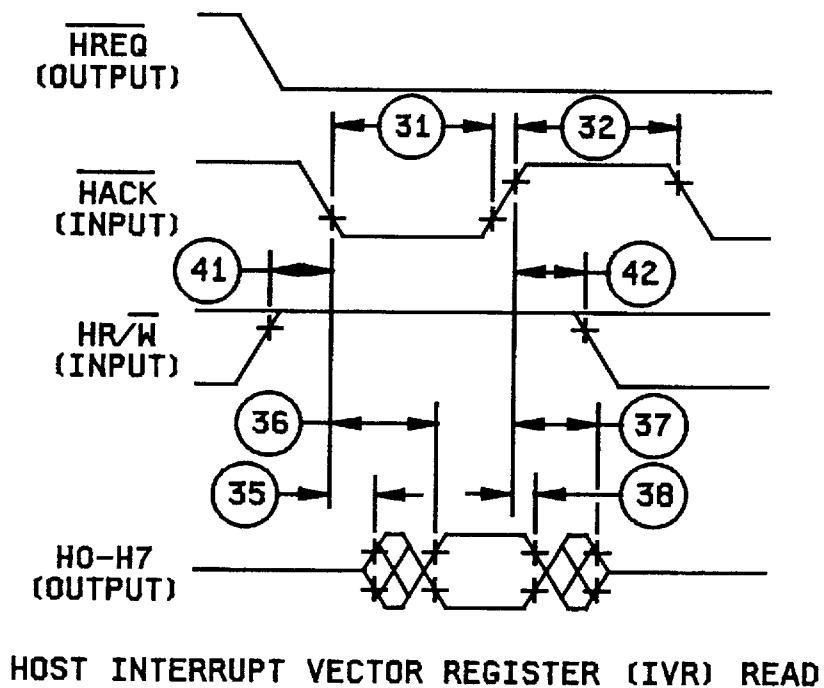 HREQ
(OUTPUT)
31
32
HACK
(INPUT)
41
42
HR/W
(INPUT)
36
37
35
38
H0-H7
(OUTPUT)
HOST INTERRUPT VECTOR REGISTER (IVR) READ